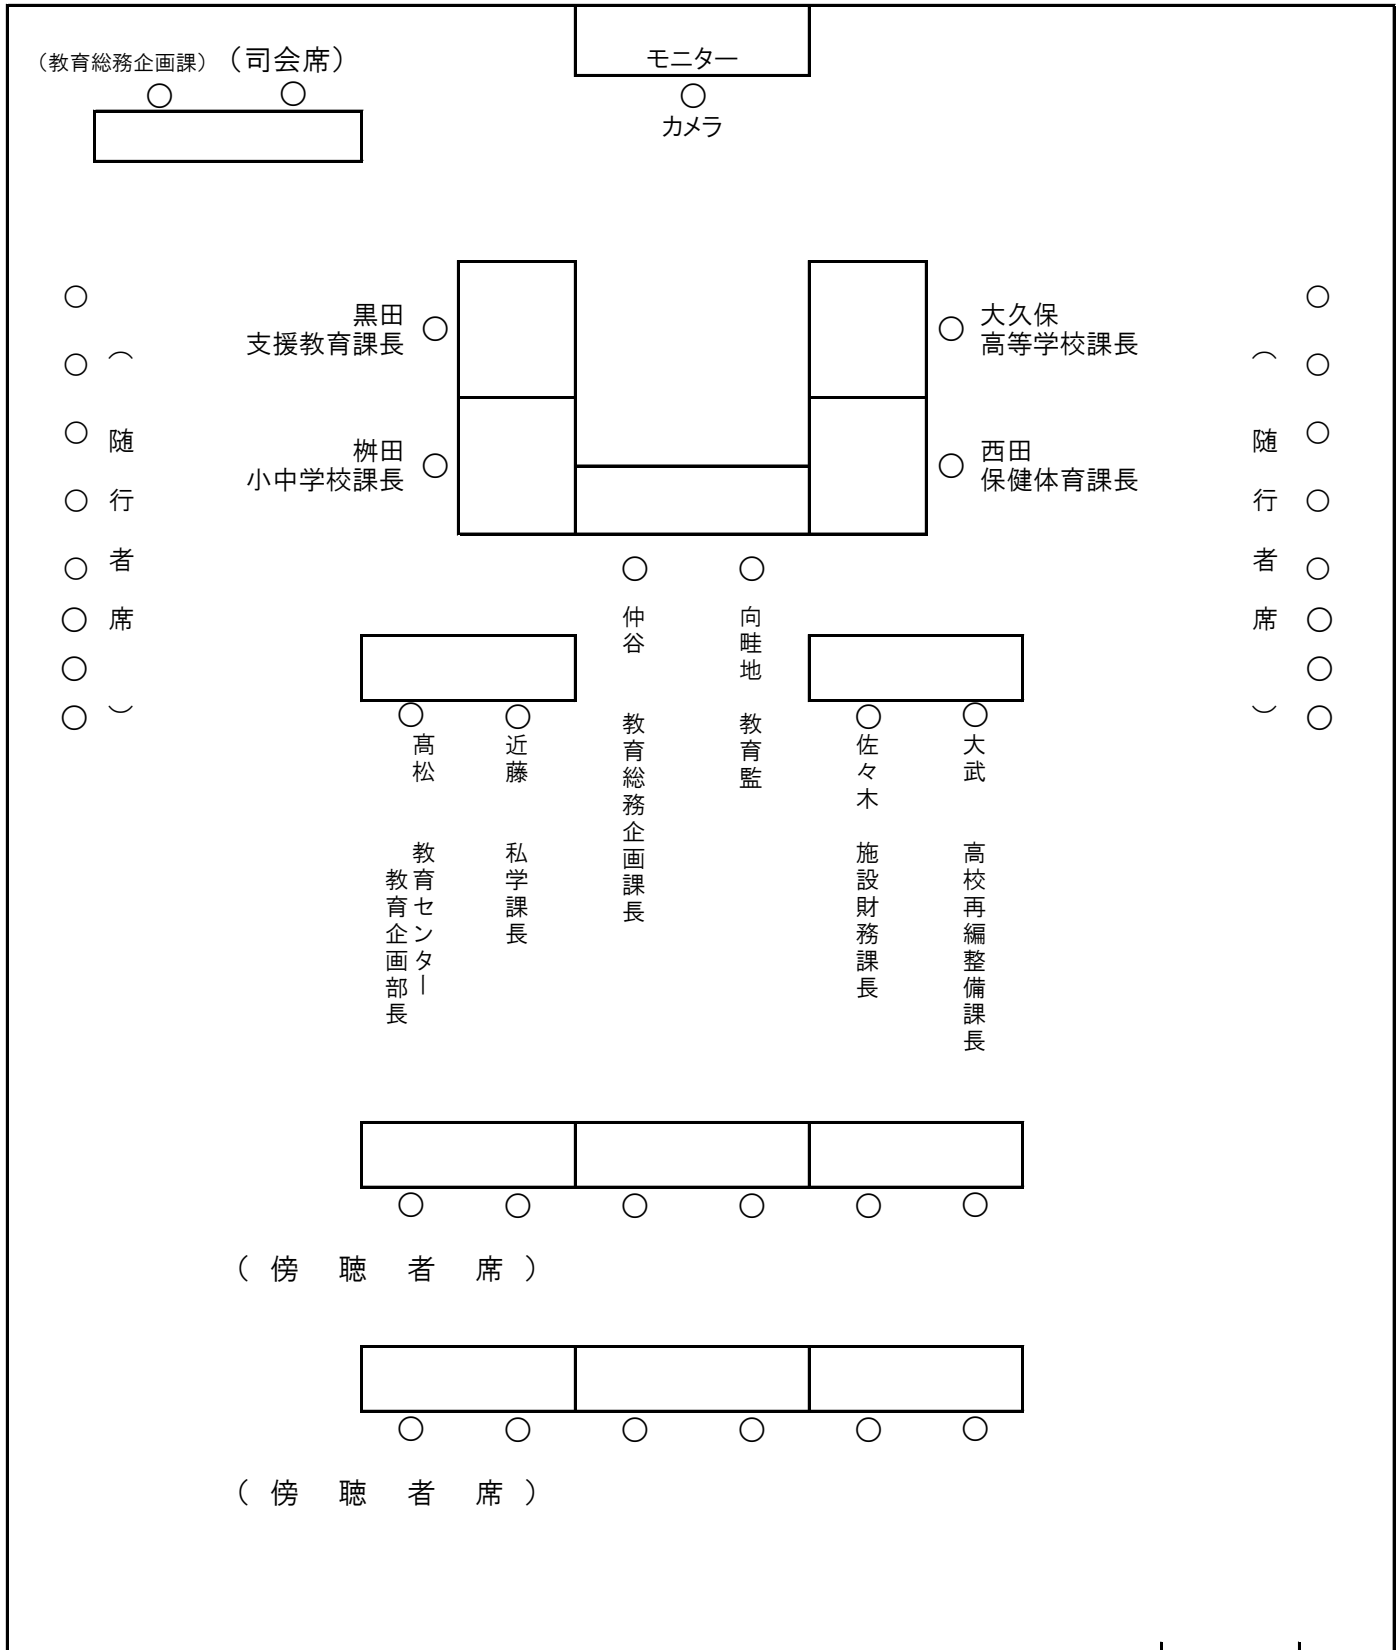 （教育総務企画課）（司会席）
モニター
○ ○
○
カメラ
黒田
支援教育課長
○
○
大久保
高等学校課長
桝田
小中学校課長
○
○
西田
保健体育課長
（随行者席）
○
○
○
○
○
○
○
○
（随行者席）
○
○
○
○
○
○
○
○
○ ○
仲谷　教育総務企画課長
向畦地　教育監
○ ○ ○ ○
髙松　教育センター
教育企画部長
近藤　私学課長
佐々木　施設財務課長
大武　高校再編整備課長
○ ○ ○ ○ ○ ○
（傍聴者席）
○ ○ ○ ○ ○ ○
（傍聴者席）